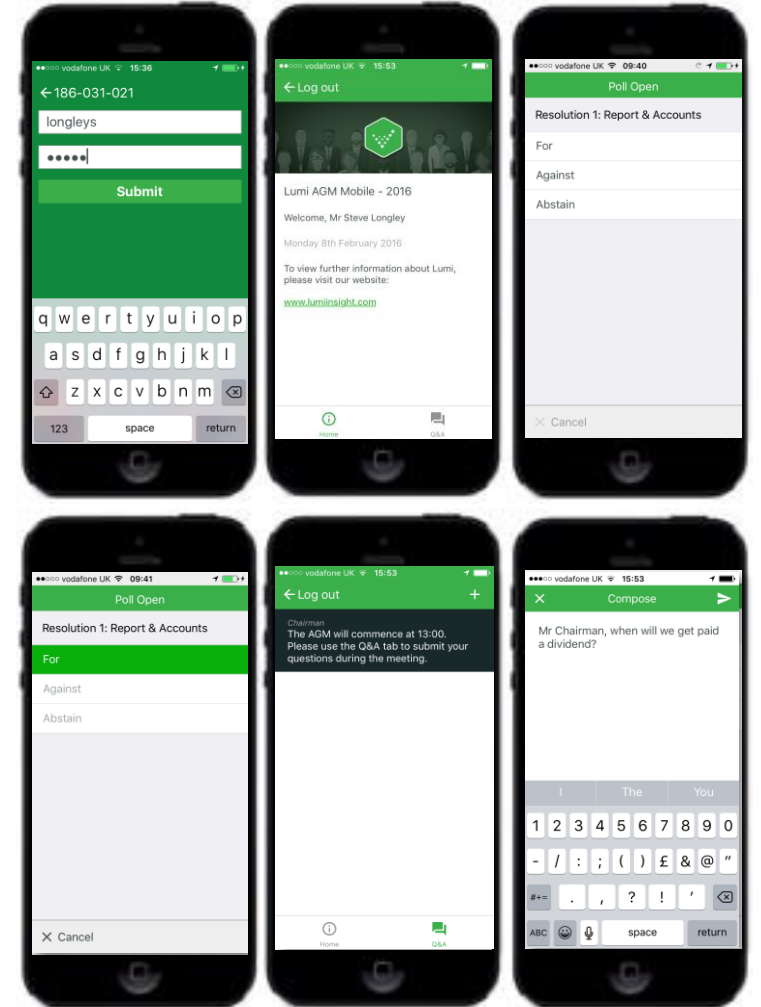 vodafone UK 15:36
186-031-021
longleys
Submit
q w e r t y u i o p
a s d f g h j k l
z x c v b n m
123 space return
vodafone UK 15:53
Log out
Lumi AGM Mobile - 2016
Welcome, Mr Steve Longley
Monday 8th February 2016
To view further information about Lumi,
please visit our website:
www.lumiinsight.com
Home Q&A
vodafone UK 09:40
Poll Open
Resolution 1: Report & Accounts
For
Against
Abstain
Cancel
vodafone UK 09:41
Poll Open
Resolution 1: Report & Accounts
For
Against
Abstain
Cancel
vodafone UK 15:53
Log out +
Chairman
The AGM will commence at 13:00.
Please use the Q&A tab to submit your
questions during the meeting.
Home Q&A
vodafone UK 15:53
Compose
Mr Chairman, when will we get paid
a dividend?
I The You
1 2 3 4 5 6 7 8 9 0
- / : ; ( ) £ & @ "
#+= . , ? ! '
ABC space return